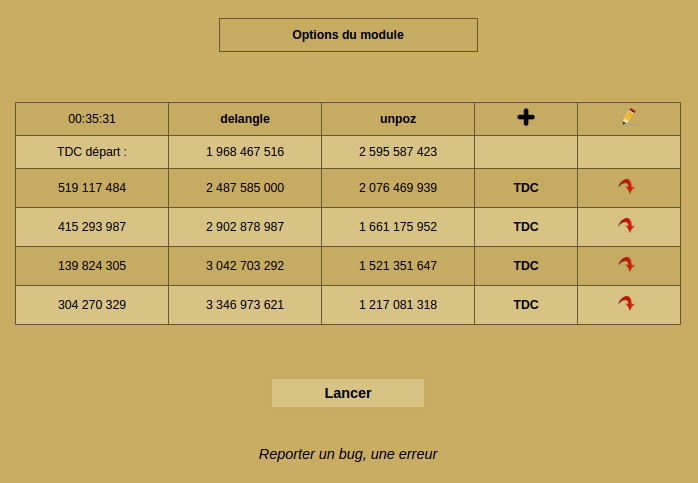 Options du module
00:35:31 delangle unpoz
TDC départ : 1 968 467 516 2 595 587 423
519 117 484 2 487 585 000 2 076 469 939 TDC
415 293 987 2 902 878 987 1 661 175 952 TDC
139 824 305 3 042 703 292 1 521 351 647 TDC
304 270 329 3 346 973 621 1 217 081 318 TDC
Lancer
Reporter un bug, une erreur